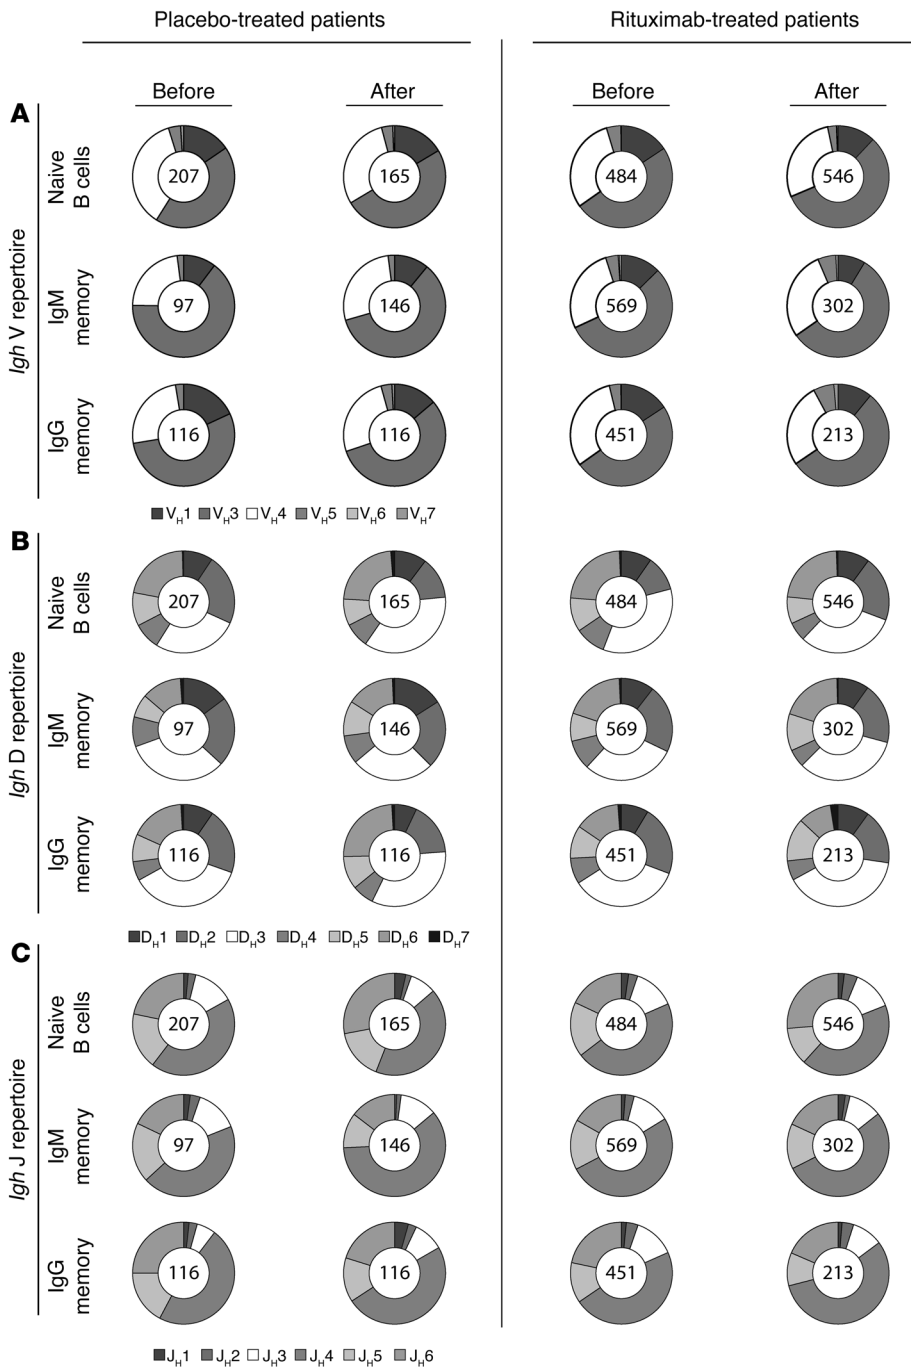 Placebo-treated patients Rituximab-treated patients
Before After Before After
A
Igh V repertoire
Naive B cells
207 165 484 546
IgM memory
97 146 569 302
IgG memory
116 116 451 213
VH1 VH3 VH4 VH5 VH6 VH7
B
Igh D repertoire
Naive B cells
207 165 484 546
IgM memory
97 146 569 302
IgG memory
116 116 451 213
DH1 DH2 DH3 DH4 DH5 DH6 DH7
C
Igh J repertoire
Naive B cells
207 165 484 546
IgM memory
97 146 569 302
IgG memory
116 116 451 213
JH1 JH2 JH3 JH4 JH5 JH6